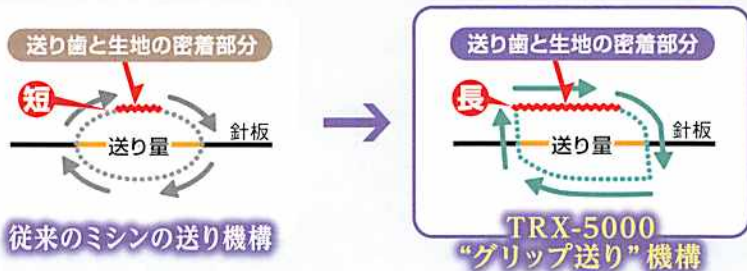 送り歯と生地の密着部分
短
送り量
針板
従来のミシンの送り機構
送り歯と生地の密着部分
長
送り量
針板
TRX-5000
“グリップ送り”機構